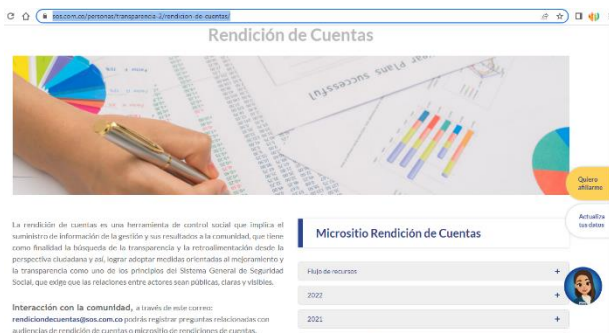 sos.com.co/personas/transparencia-2/rendicion-de-cuentas/
Rendición de Cuentas
Successful Plans
Quiero
afiliarme
Actualiza
tus datos
La rendición de cuentas es una herramienta de control social que implica el
suministro de información de la gestión y sus resultados a la comunidad, que tiene
como finalidad la búsqueda de la transparencia y la retroalimentación desde la
perspectiva ciudadana y así, lograr adoptar medidas orientadas al mejoramiento y
la transparencia como uno de los principios del Sistema General de Seguridad
Social, que exige que las relaciones entre actores sean públicas, claras y visibles.
Interacción con la comunidad, a través de este correo:
rendiciondecuentas@sos.com.co podrás registrar preguntas relacionadas con
audiencias de rendición de cuentas o micrositio de rendiciones de cuentas.
Micrositio Rendición de Cuentas
Flujo de recursos +
2022 +
2021 +